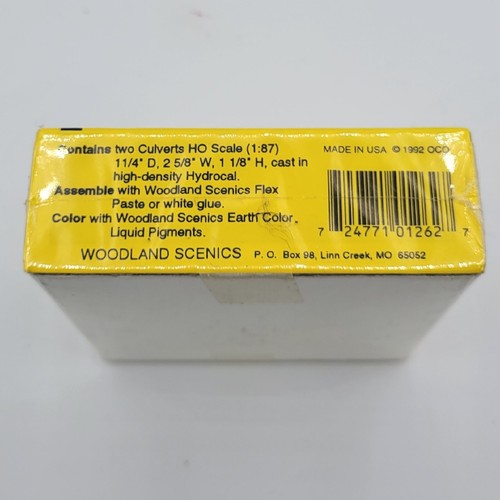 Contains two Culverts HO Scale (1:87)
11/4" D, 2 5/8" W, 1 1/8" H, cast in
high-density Hydrocal.
Assemble with Woodland Scenics Flex
Paste or white glue.
Color with Woodland Scenics Earth Color
Liquid Pigments.
WOODLAND SCENICS P. O. Box 98, Linn Creek, MO 65052
MADE IN USA © 1992 OCD
7 24771 01262 7